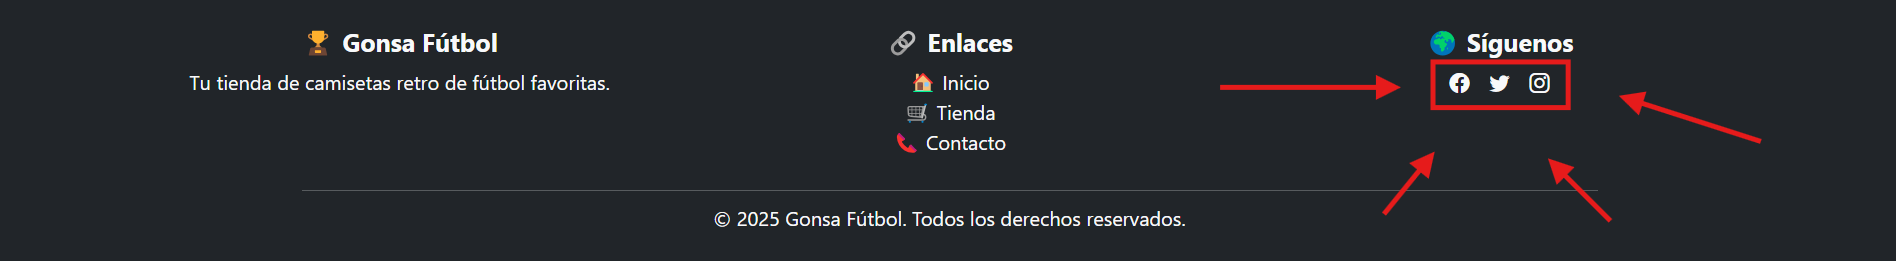 🏆 Gonsa Fútbol
Tu tienda de camisetas retro de fútbol favoritas.
🔗 Enlaces
🏠 Inicio
🛒 Tienda
📞 Contacto
🌍 Síguenos
© 2025 Gonsa Fútbol. Todos los derechos reservados.